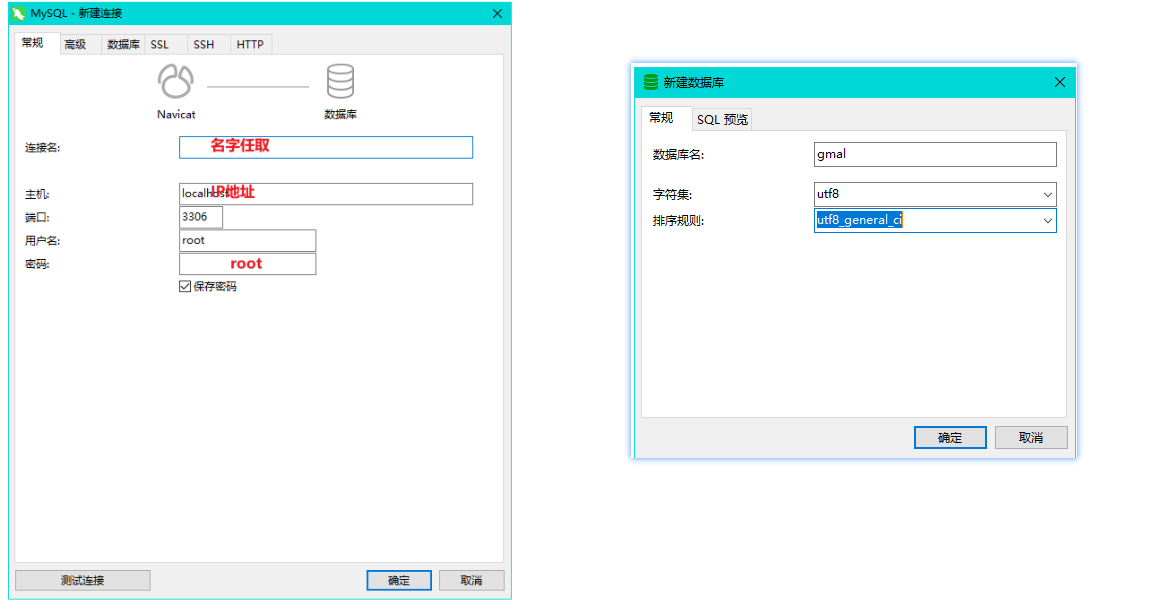 MySQL - 新建连接
常规
高级
数据库
SSL
SSH
HTTP
Navicat
数据库
连接名:
名字任取
主机:
localhost
IP地址
端口:
3306
用户名:
root
密码:
root
保存密码
测试连接
确定
取消
新建数据库
常规
SQL 预览
数据库名:
gmal
字符集:
utf8
排序规则:
utf8_general_ci
确定
取消